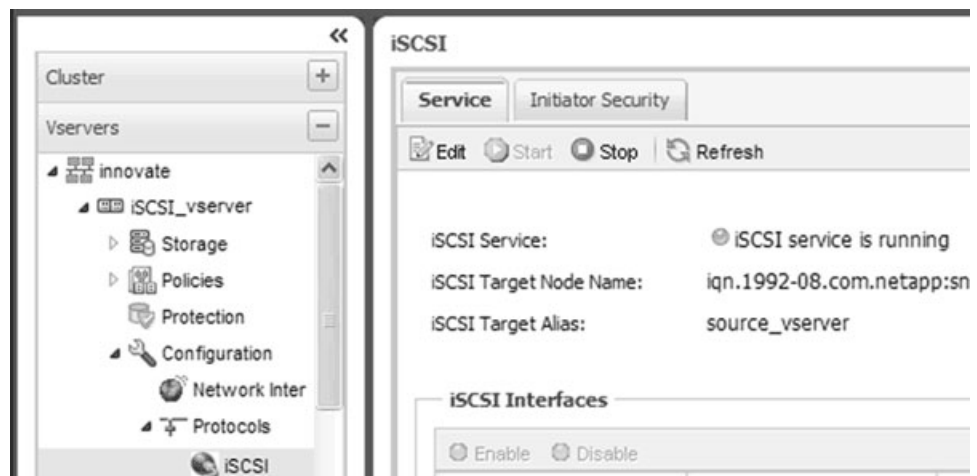 «
Cluster
Vservers
innovate
iSCSI_vserver
Storage
Policies
Protection
Configuration
Network Inter
Protocols
iSCSI
iSCSI
Service
Initiator Security
Edit Start Stop Refresh
iSCSI Service: iSCSI service is running
iSCSI Target Node Name: iqn.1992-08.com.netapp:sn
iSCSI Target Alias: source_vserver
iSCSI Interfaces
Enable Disable